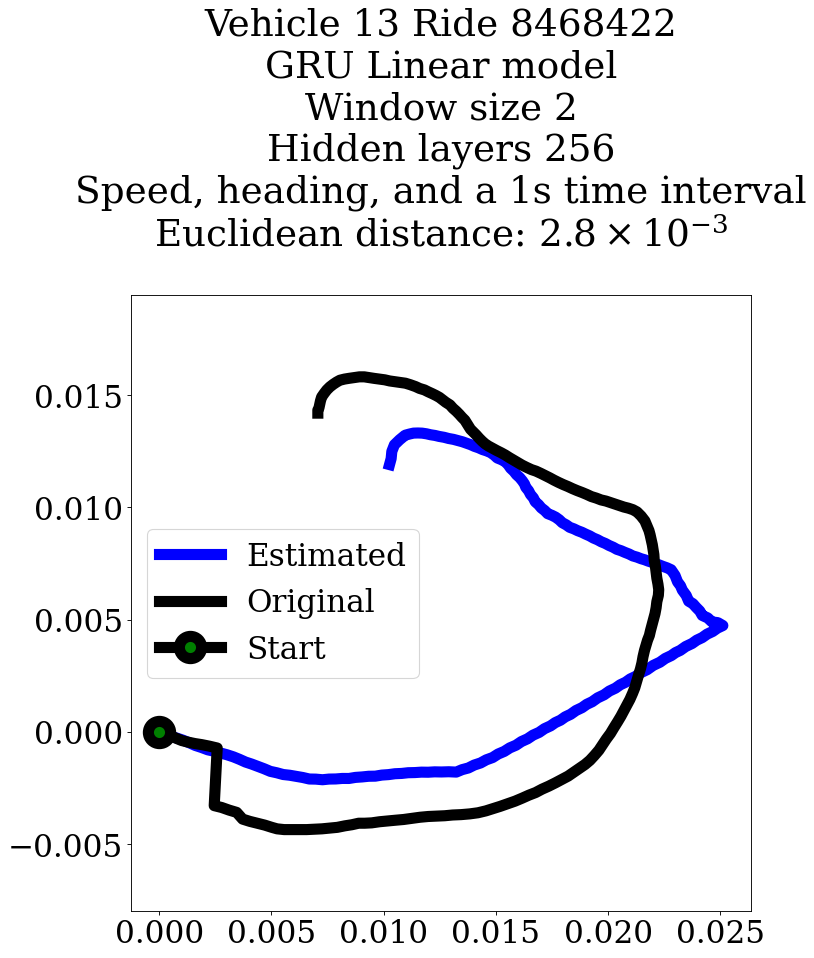 Vehicle 13 Ride 8468422
GRU Linear model
Window size 2
Hidden layers 256
Speed, heading, and a 1s time interval
Euclidean distance: 2.8 × 10⁻³
0.015
0.010
0.005
0.000
−0.005
Estimated
Original
Start
0.000 0.005 0.010 0.015 0.020 0.025